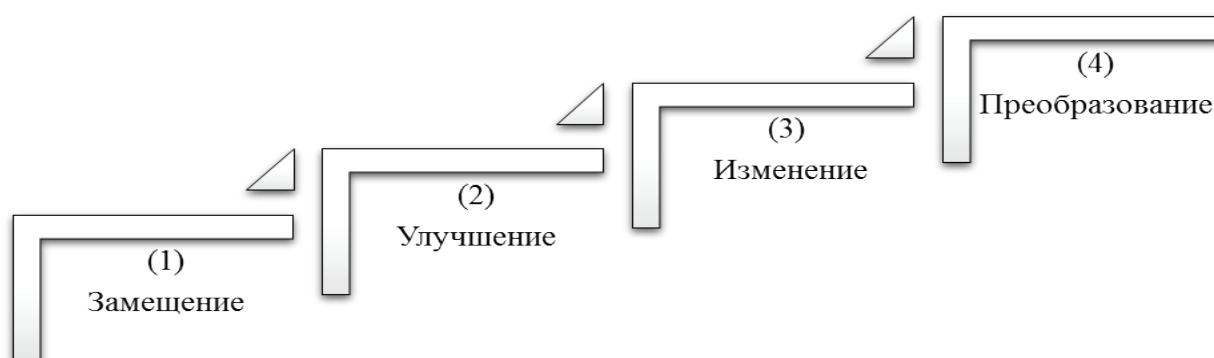 (1)
Замещение
(2)
Улучшение
(3)
Изменение
(4)
Преобразование